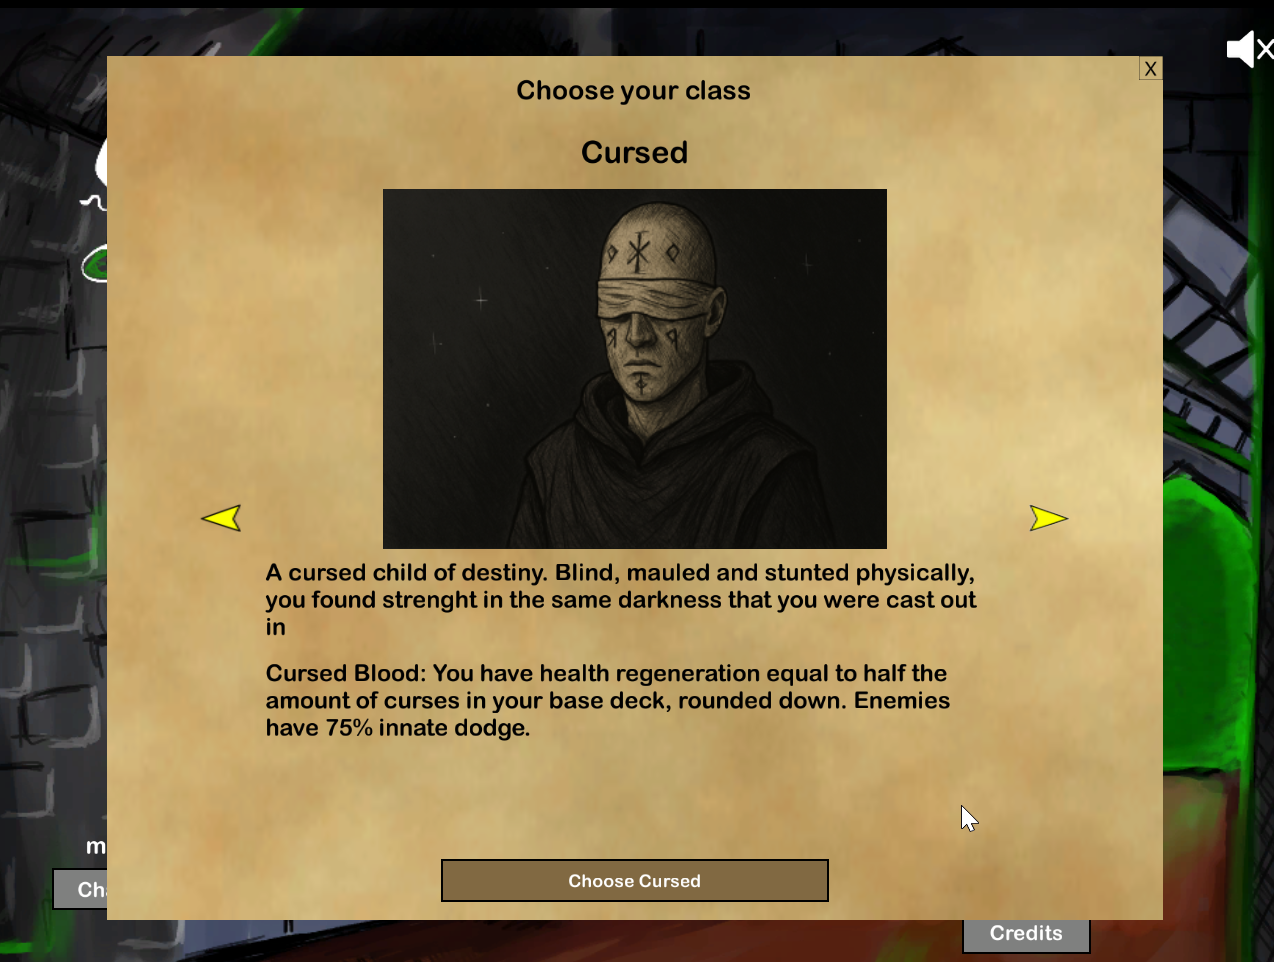 X
Choose your class
Cursed
A cursed child of destiny. Blind, mauled and stunted physically,
you found strenght in the same darkness that you were cast out
in
Cursed Blood: You have health regeneration equal to half the
amount of curses in your base deck, rounded down. Enemies
have 75% innate dodge.
Choose Cursed
Credits